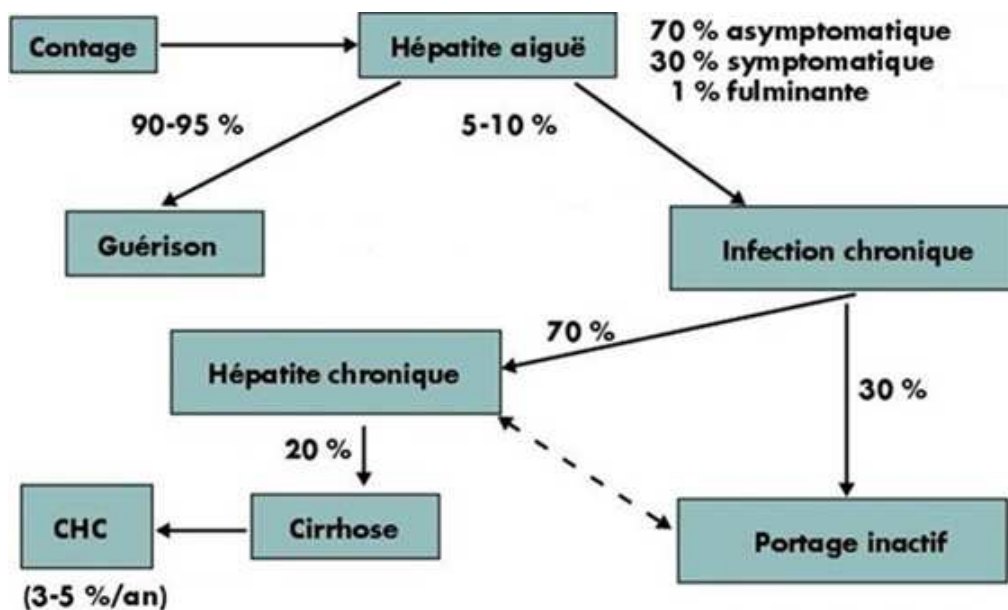 Contage
Hépatite aiguë
70 % asymptomatique
30 % symptomatique
1 % fulminante
90-95 %
5-10 %
Guérison
Infection chronique
70 %
Hépatite chronique
30 %
20 %
CHC
Cirrhose
Portage inactif
(3-5 %/an)